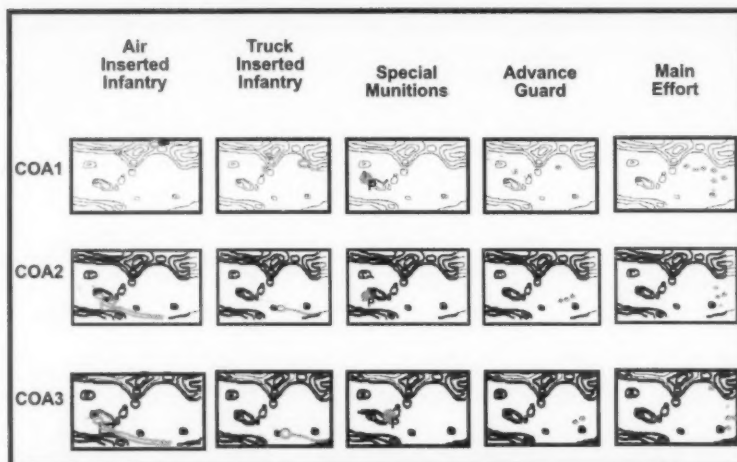 Air
Inserted
Infantry
Truck
Inserted
Infantry
Special
Munitions
Advance
Guard
Main
Effort
COA1
P
COA2
P
COA3
P